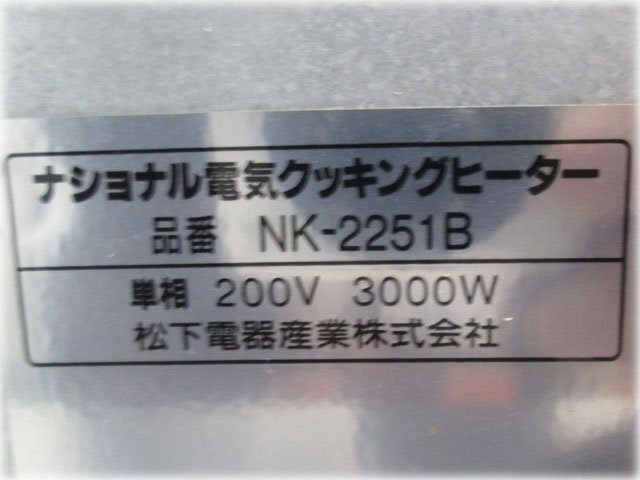 ナショナル電気クッキングヒーター
品番 NK-2251B
単相 200V 3000W
松下電器産業株式会社